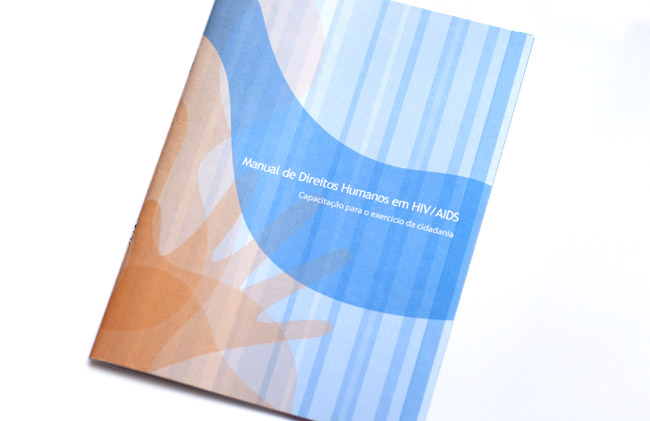 Manual de Direitos Humanos em HIV/AIDS
Capacitação para o exercício da cidadania